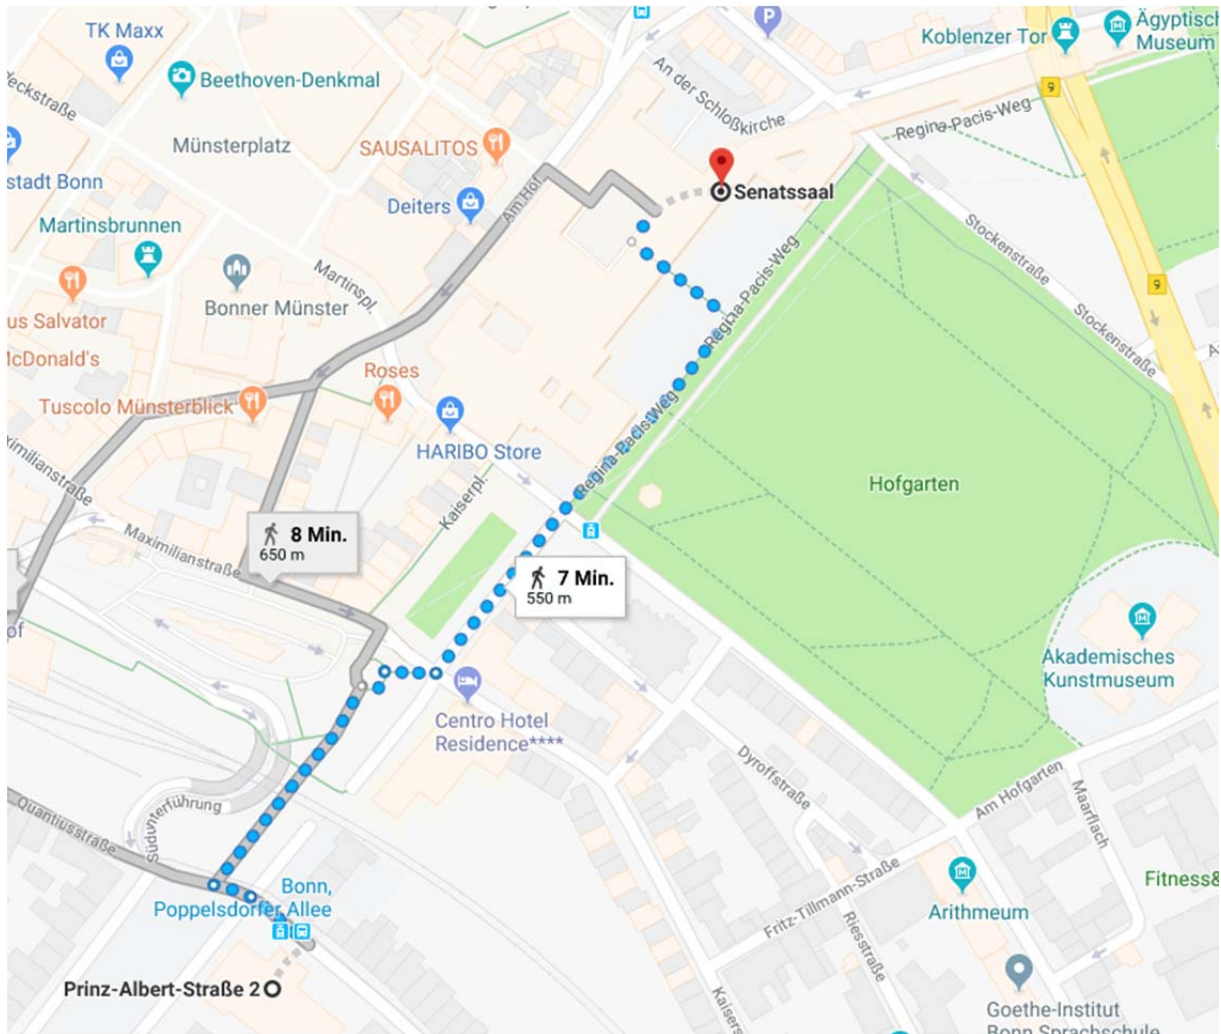 TK Maxx
Beethoven-Denkmal
Münsterplatz
SAUSALITOS
Deiters
stadt Bonn
Martinsbrunnen
Bonner Münster
us Salvator
McDonald's
Tuscolo Münsterblick
Am Hof
Martinspl.
Roses
HARIBO Store
Kaiserpl.
An der Schloßkirche
Koblenzer Tor
Ägyptisch
Museum
9
Regina-Pacis-Weg
Senatssaal
Regina-Pacis-Weg
Regina-Pacis-Weg
Stockenstraße
Stockenstraße
9
Hofgarten
Maximilianstraße
8 Min.
650 m
7 Min.
550 m
of
Centro Hotel
Residence****
Akademisches
Kunstmuseum
Dyroffstraße
Am Hofgarten
Maarflach
Quantiusstraße
Südunterführung
Bonn,
Poppelsdorfer Allee
Prinz-Albert-Straße 2
Fritz-Tillmann-Straße
Riesstraße
Kaisers
Arithmeum
Fitness&
Goethe-Institut
Bonn Sprachschule